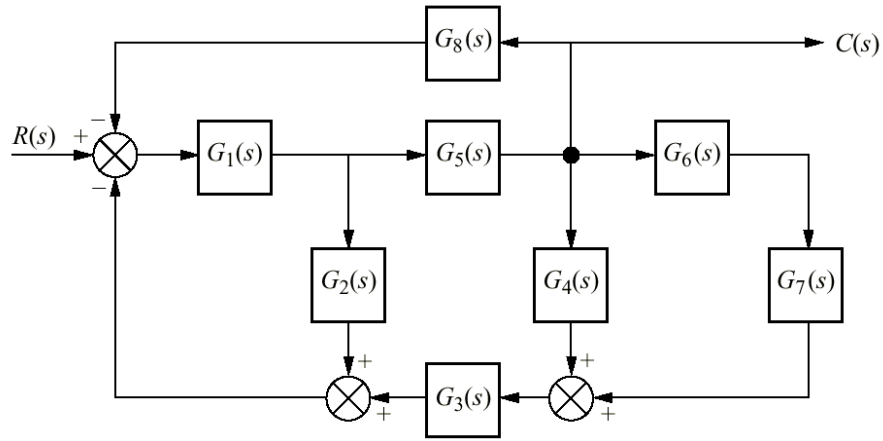 G8(s)
C(s)
R(s)
+
−
−
G1(s)
G5(s)
G6(s)
G2(s)
G4(s)
G7(s)
+
+
G3(s)
+
+